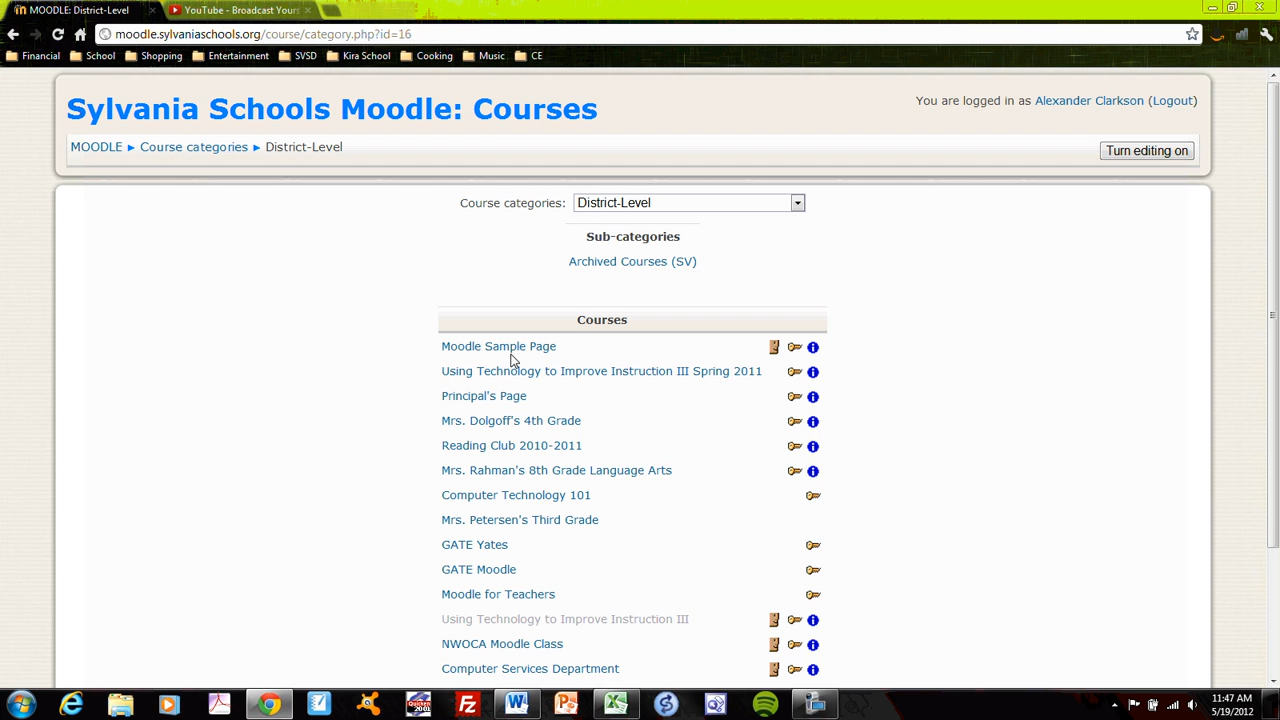 MOODLE: District-Level
YouTube - Broadcast Yours
moodle.sylvaniaschools.org/course/category.php?id=16
Financial School Shopping Entertainment SVSD Kira School Cooking Music CE
Sylvania Schools Moodle: Courses
You are logged in as Alexander Clarkson (Logout)
MOODLE ► Course categories ► District-Level
Turn editing on
Course categories: District-Level
Sub-categories
Archived Courses (SV)
Courses
Moodle Sample Page
Using Technology to Improve Instruction III Spring 2011
Principal's Page
Mrs. Dolgoff's 4th Grade
Reading Club 2010-2011
Mrs. Rahman's 8th Grade Language Arts
Computer Technology 101
Mrs. Petersen's Third Grade
GATE Yates
GATE Moodle
Moodle for Teachers
Using Technology to Improve Instruction III
NWOCA Moodle Class
Computer Services Department
11:47 AM
5/19/2012